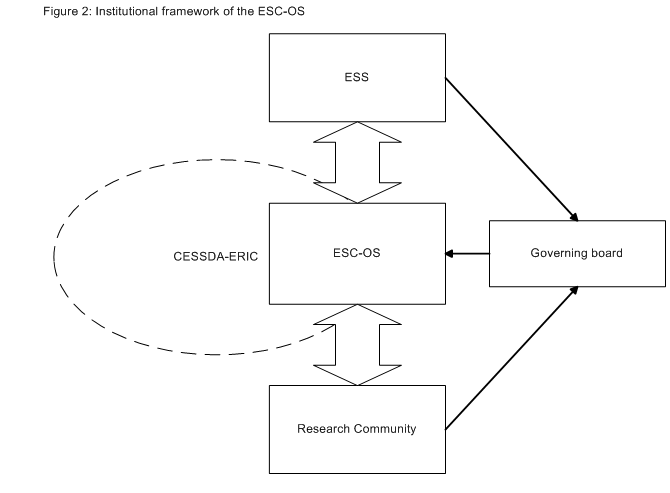 Figure 2: Institutional framework of the ESC-OS
ESS
CESSDA-ERIC
ESC-OS
Governing board
Research Community